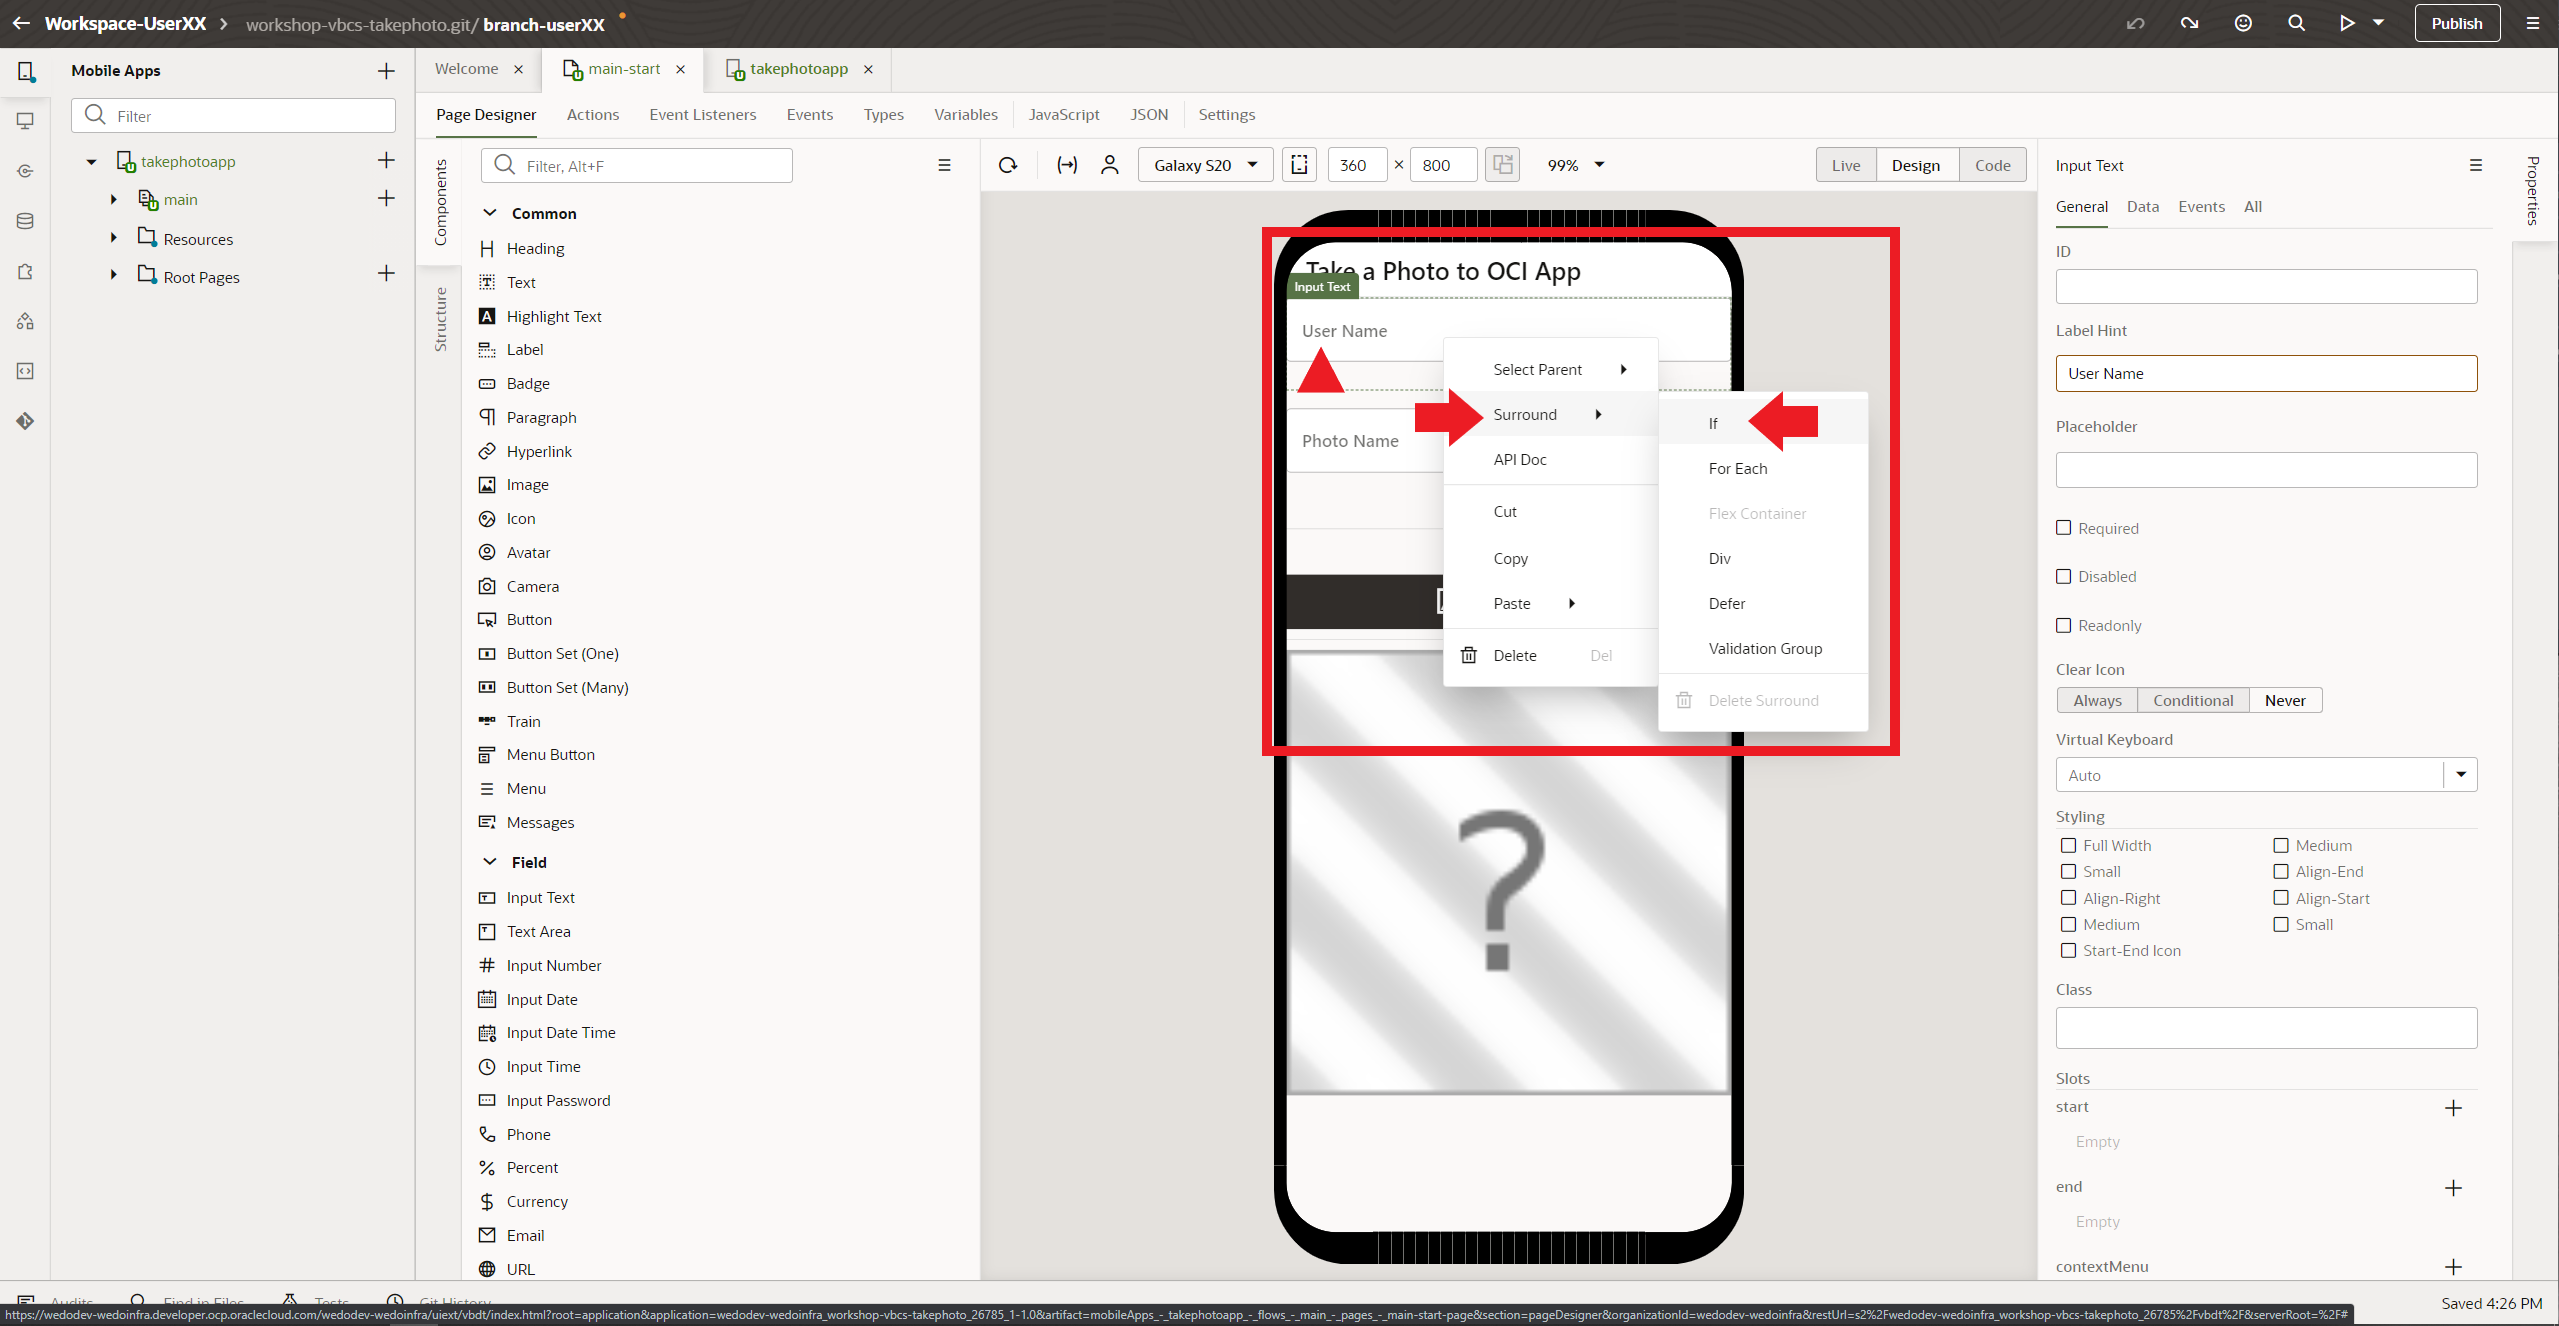 Workspace-UserXX > workshop-vbcs-takephoto.git/ branch-userXX
Publish
Mobile Apps
Filter
takephotoapp
main
Resources
Root Pages
Welcome
main-start
takephotoapp
Page Designer Actions Event Listeners Events Types Variables JavaScript JSON Settings
Components
Structure
Filter, Alt+F
Common
Heading
Text
Highlight Text
Label
Badge
Paragraph
Hyperlink
Image
Icon
Avatar
Camera
Button
Button Set (One)
Button Set (Many)
Train
Menu Button
Menu
Messages
Field
Input Text
Text Area
Input Number
Input Date
Input Date Time
Input Time
Input Password
Phone
Percent
Currency
Email
URL
Galaxy S20
360 × 800
99%
Live Design Code
Take a Photo to OCI App
Input Text
User Name
Photo Name
Select Parent
Surround
API Doc
Cut
Copy
Paste
Delete Del
If
For Each
Flex Container
Div
Defer
Validation Group
Delete Surround
?
Properties
Input Text
General Data Events All
ID
Label Hint
User Name
Placeholder
Required
Disabled
Readonly
Clear Icon
Always Conditional Never
Virtual Keyboard
Auto
Styling
Full Width Medium
Small Align-End
Align-Right Align-Start
Medium Small
Start-End Icon
Class
Slots
start
Empty
end
Empty
contextMenu
Audits Find in Files Tests Git History
https://wedodev-wedoinfra.developer.ocp.oraclecloud.com/wedodev-wedoinfra/uiext/vbdt/index.html?root=application&application=wedodev-wedoinfra_workshop-vbcs-takephoto_26785_1-1.0&artifact=mobileApps_-_takephotoapp_-_flows_-_main_-_pages_-_main-start-page&section=pageDesigner&organizationId=wedodev-wedoinfra&restUrl=s2%2Fwedodev-wedoinfra_workshop-vbcs-takephoto_26785%2Fvbdt%2F&serverRoot=%2F#
Saved 4:26 PM